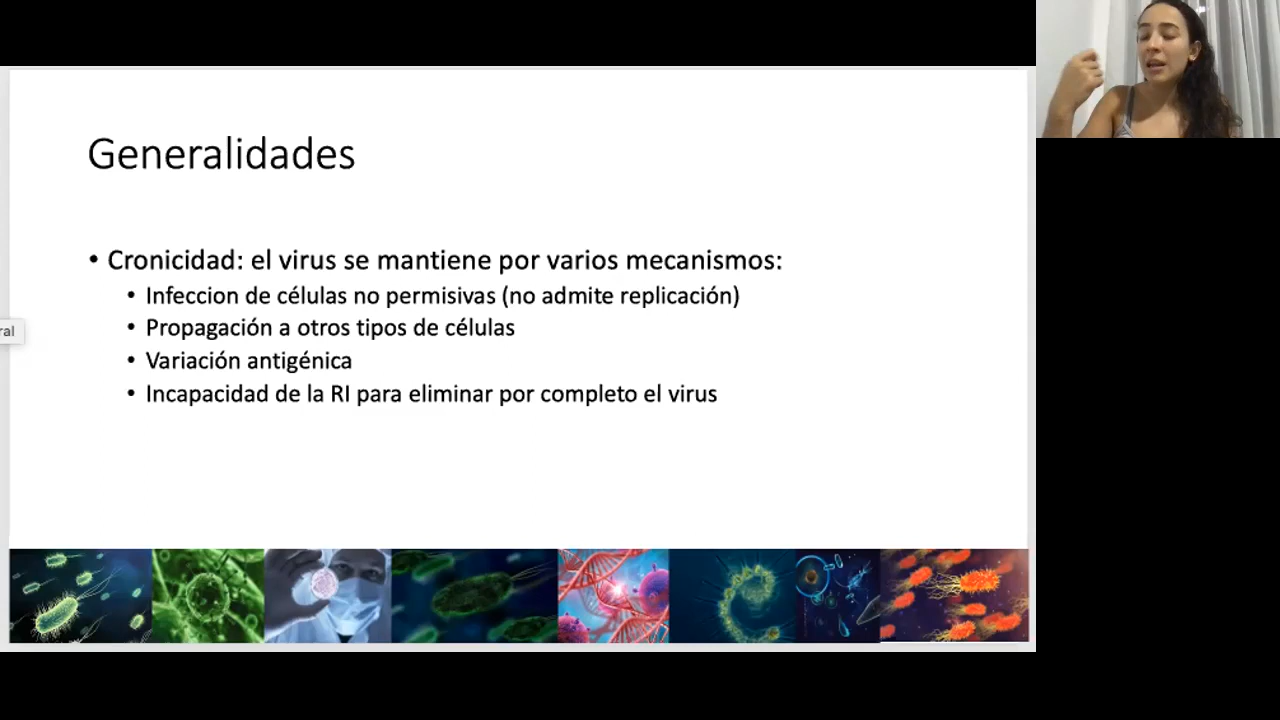 Generalidades
• Cronicidad: el virus se mantiene por varios mecanismos:
• Infeccion de células no permisivas (no admite replicación)
• Propagación a otros tipos de células
ral
• Variación antigénica
• Incapacidad de la RI para eliminar por completo el virus